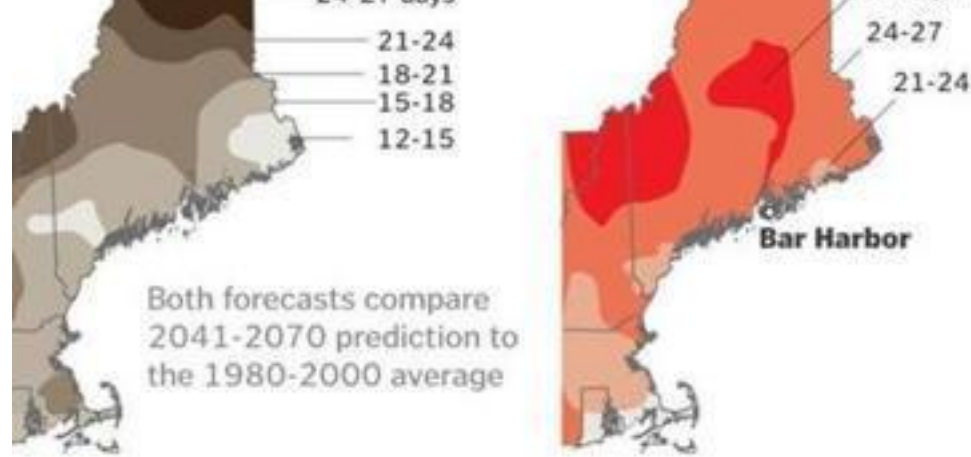 21-24
18-21
15-18
12-15
24-27
21-24
Bar Harbor
Both forecasts compare
2041-2070 prediction to
the 1980-2000 average